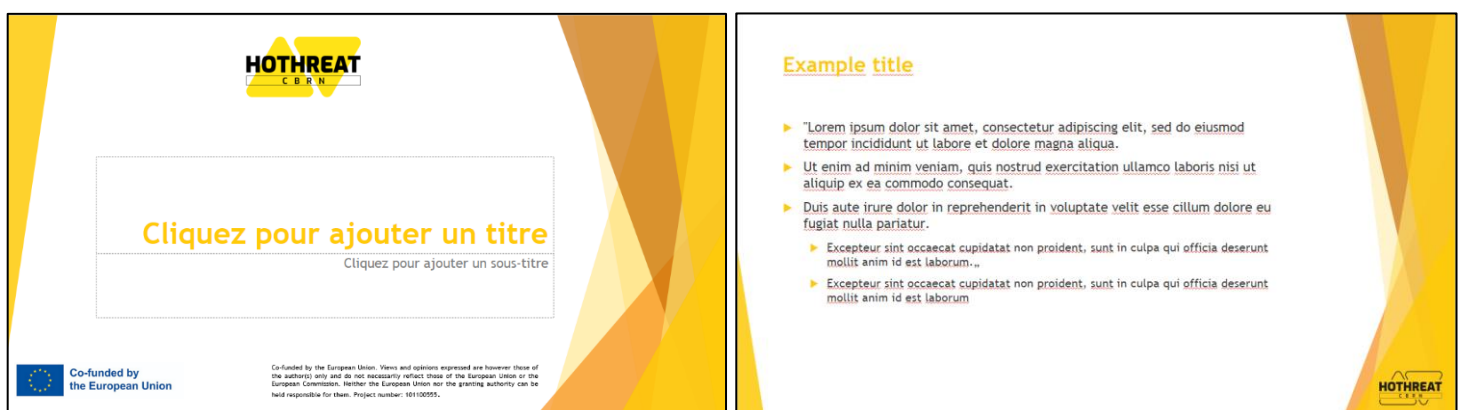 HOTHREAT
CBRN
Cliquez pour ajouter un titre
Cliquez pour ajouter un sous-titre
Co-funded by
the European Union
Co-funded by the European Union. Views and opinions expressed are however those of
the author(s) only and do not necessarily reflect those of the European Union or the
European Commission. Neither the European Union nor the granting authority can be
held responsible for them. Project number: 101100555.
Example title
"Lorem ipsum dolor sit amet, consectetur adipiscing elit, sed do eiusmod
tempor incididunt ut labore et dolore magna aliqua.
Ut enim ad minim veniam, quis nostrud exercitation ullamco laboris nisi ut
aliquip ex ea commodo consequat.
Duis aute irure dolor in reprehenderit in voluptate velit esse cillum dolore eu
fugiat nulla pariatur.
Excepteur sint occaecat cupidatat non proident, sunt in culpa qui officia deserunt
mollit anim id est laborum.„
Excepteur sint occaecat cupidatat non proident, sunt in culpa qui officia deserunt
mollit anim id est laborum
HOTHREAT
CBRN